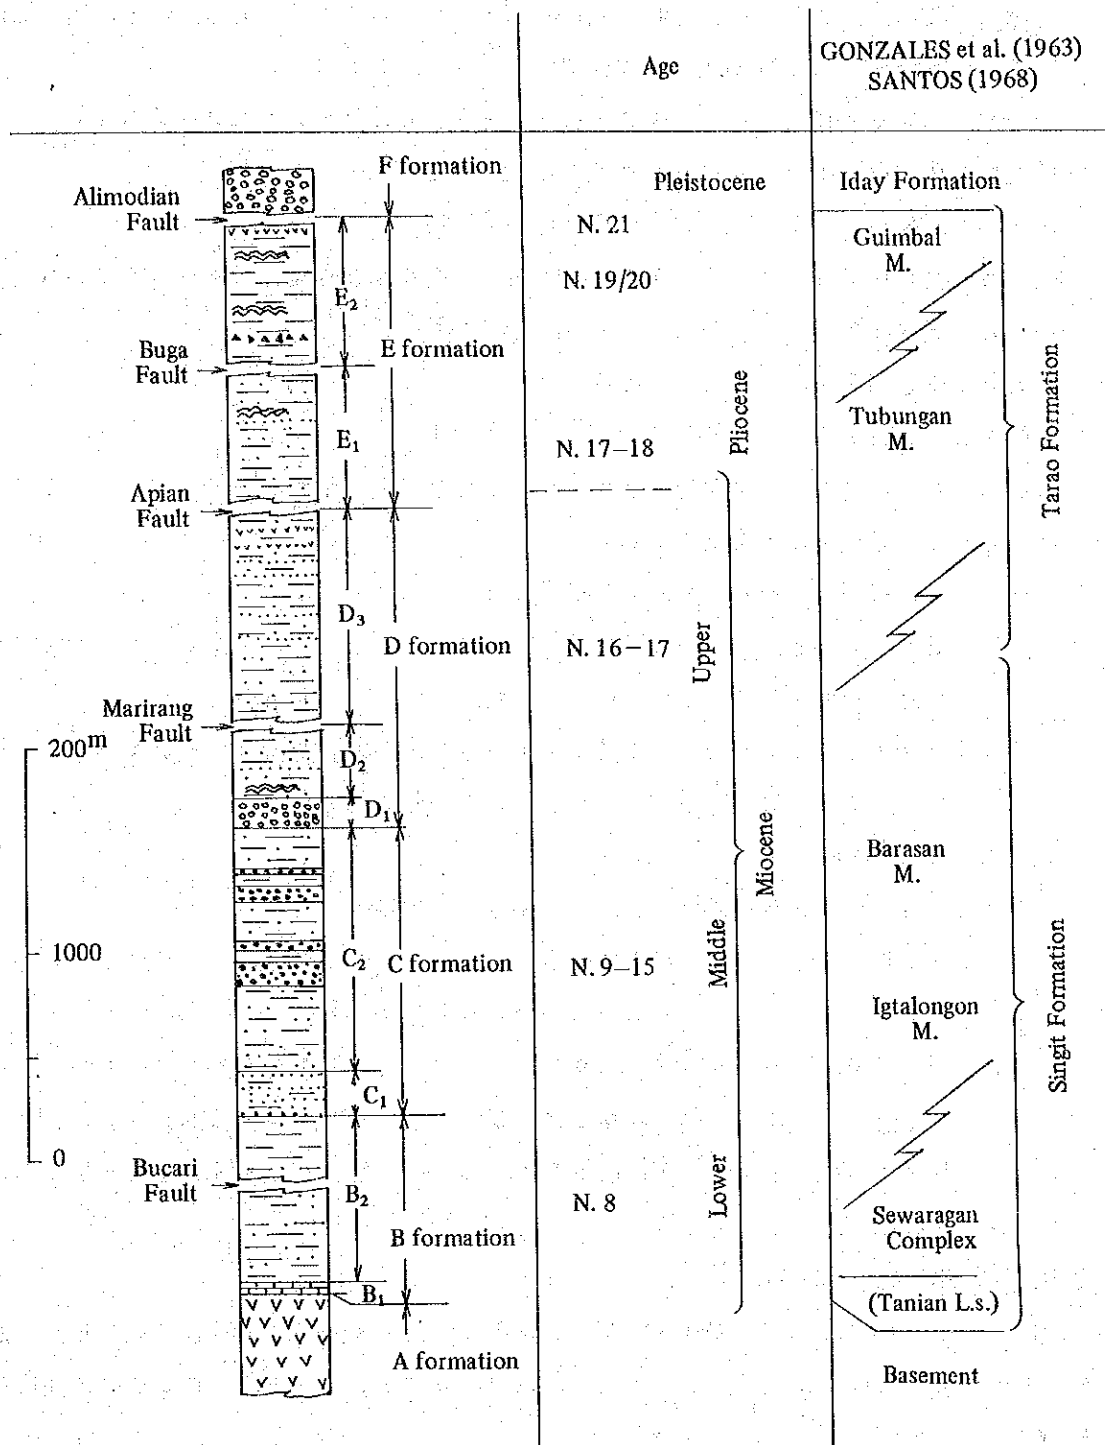 Age
GONZALES et al. (1963)
SANTOS (1968)
F formation
Pleistocene
Iday Formation
Alimodian
Fault
N. 21
Guimbal
M.
N. 19/20
E2
E formation
Buga
Fault
Pliocene
Tubungan
M.
Tarao Formation
E1
N. 17–18
Apian
Fault
D3
D formation
N. 16–17
Upper
Marirang
Fault
200m
D2
D1
Miocene
Barasan
M.
1000
C2
C formation
N. 9–15
Middle
Igtalongon
M.
Singit Formation
C1
0
Bucari
Fault
B2
N. 8
Lower
B formation
Sewaragan
Complex
B1
(Tanian L.s.)
A formation
Basement